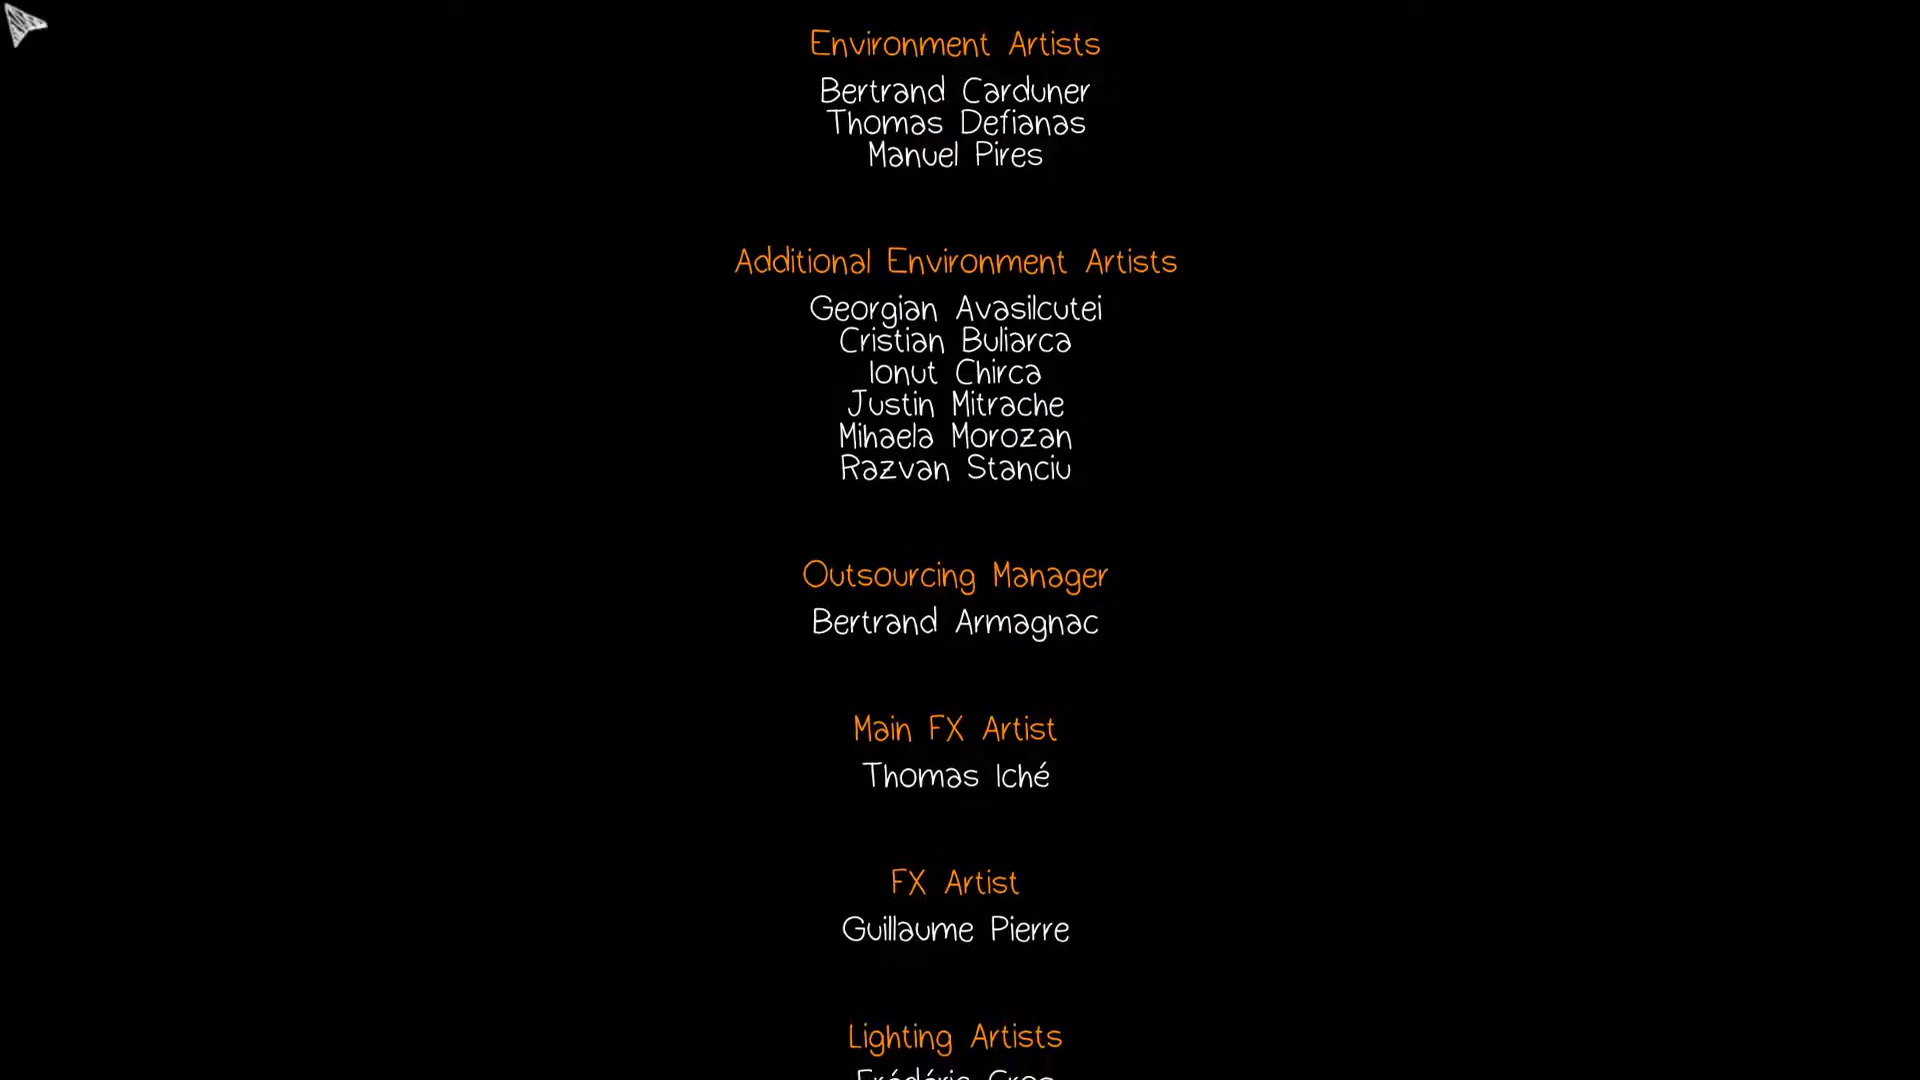 Environment Artists
Bertrand Carduner
Thomas Defianas
Manuel Pires
Additional Environment Artists
Georgian Avasilcutei
Cristian Buliarca
Ionut Chirca
Justin Mitrache
Mihaela Morozan
Razvan Stanciu
Outsourcing Manager
Bertrand Armagnac
Main FX Artist
Thomas Iché
FX Artist
Guillaume Pierre
Lighting Artists